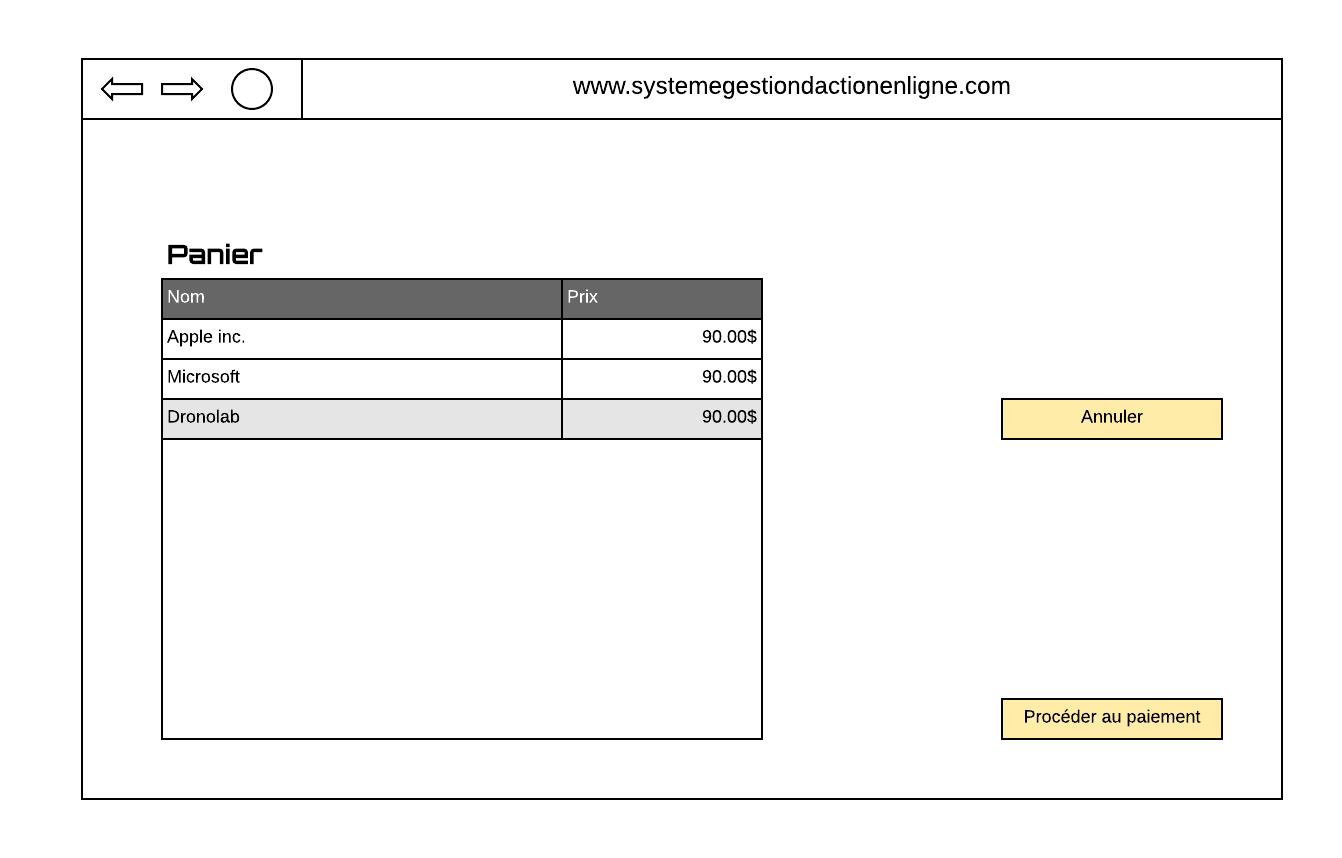 www.systemegestiondactionenligne.com
Panier
Nom Prix
Apple inc. 90.00$
Microsoft 90.00$
Dronolab 90.00$
Annuler
Procéder au paiement